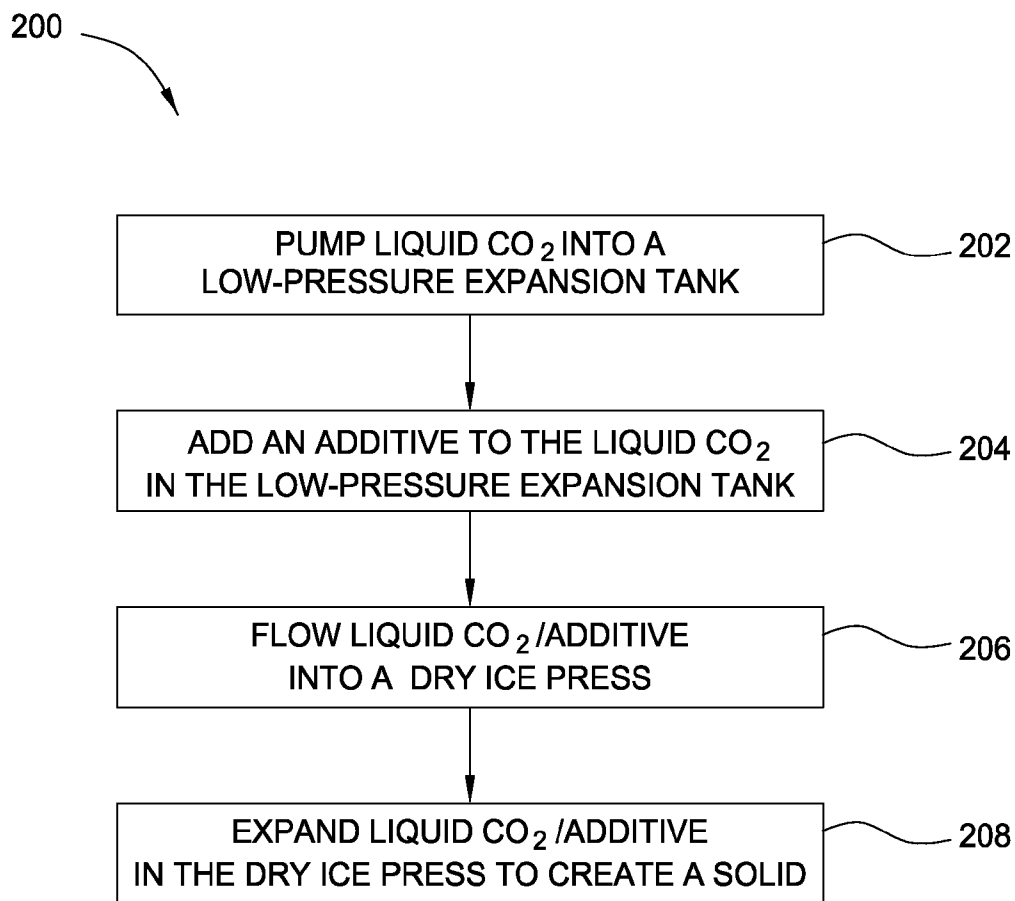 200
PUMP LIQUID CO₂ INTO A
LOW-PRESSURE EXPANSION TANK
202
ADD AN ADDITIVE TO THE LIQUID CO₂
IN THE LOW-PRESSURE EXPANSION TANK
204
FLOW LIQUID CO₂/ADDITIVE
INTO A DRY ICE PRESS
206
EXPAND LIQUID CO₂/ADDITIVE
IN THE DRY ICE PRESS TO CREATE A SOLID
208